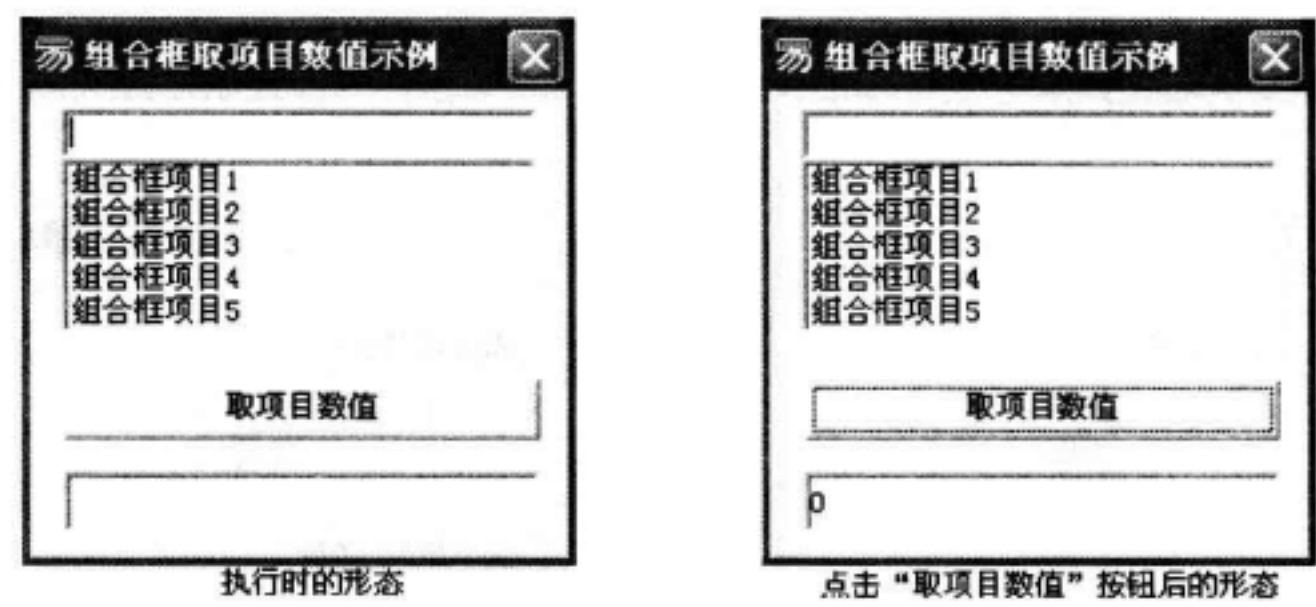 易 组合框取项目数值示例
组合框项目1
组合框项目2
组合框项目3
组合框项目4
组合框项目5
取项目数值
执行时的形态
易 组合框取项目数值示例
组合框项目1
组合框项目2
组合框项目3
组合框项目4
组合框项目5
取项目数值
0
点击“取项目数值”按钮后的形态